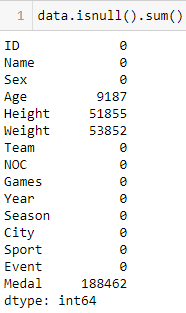 1 data.isnull().sum()
ID 0
Name 0
Sex 0
Age 9187
Height 51855
Weight 53852
Team 0
NOC 0
Games 0
Year 0
Season 0
City 0
Sport 0
Event 0
Medal 188462
dtype: int64